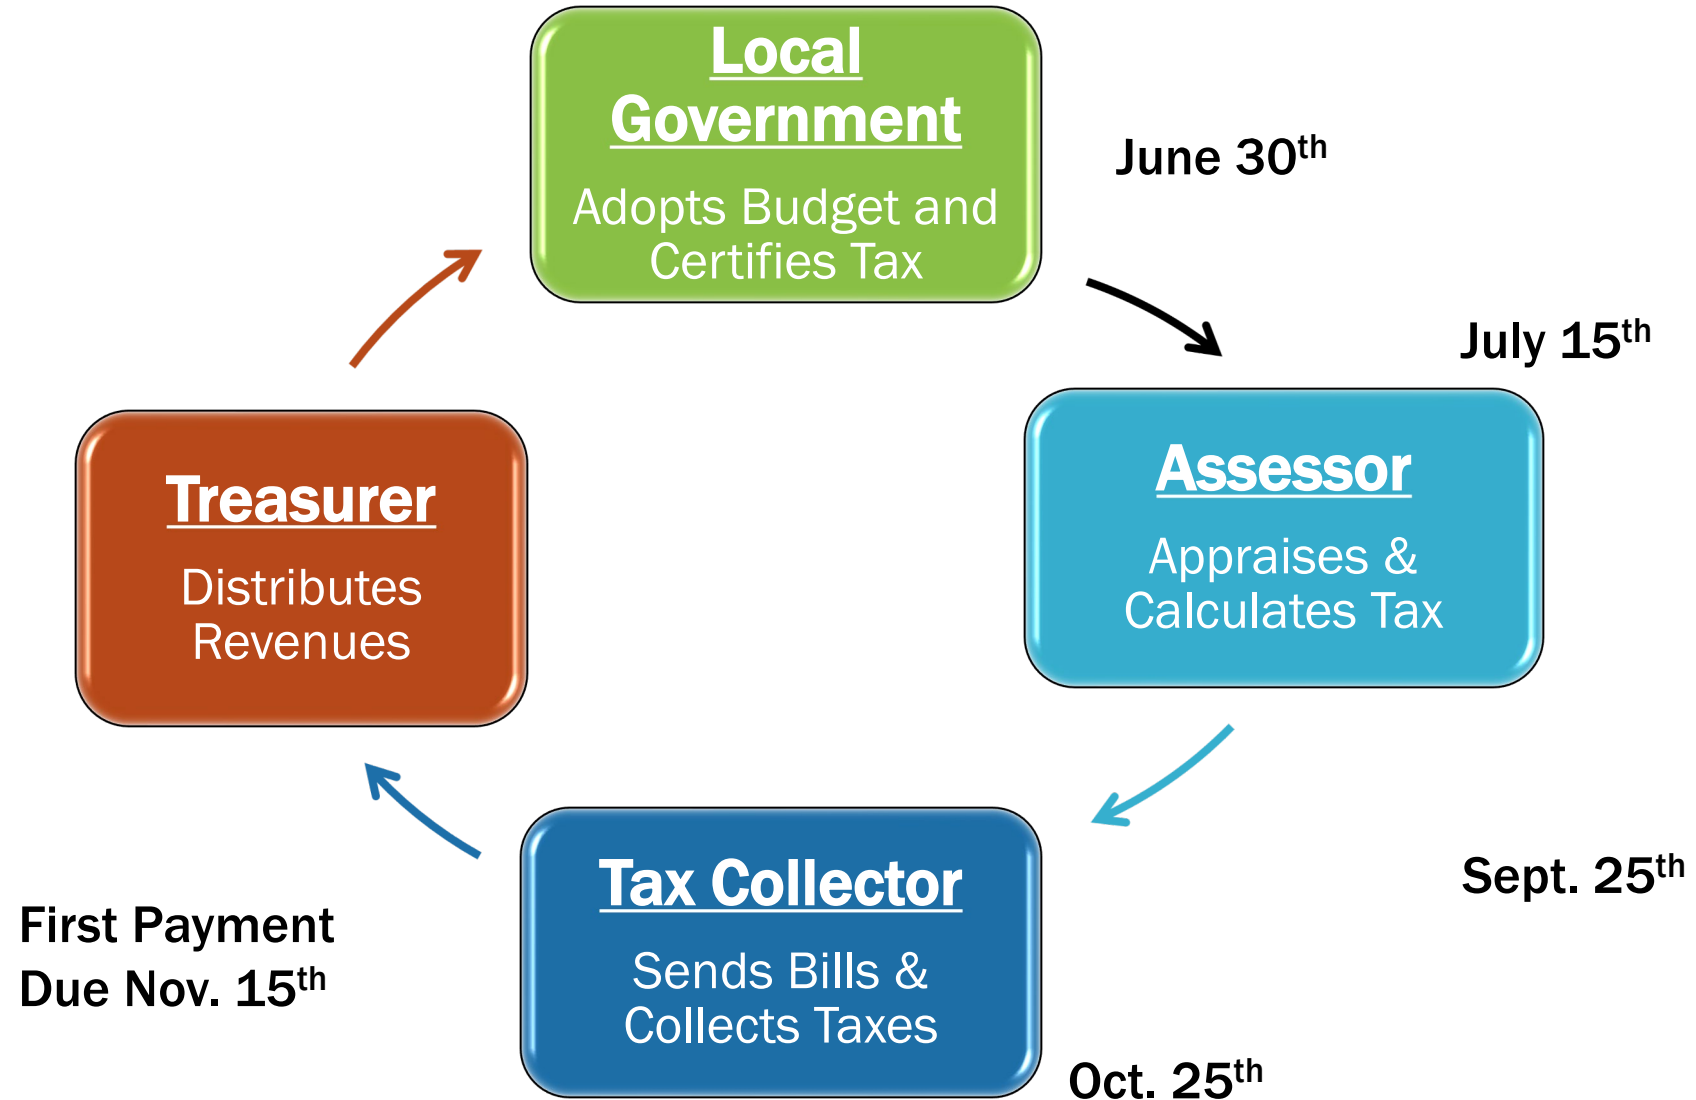 Local
Government
Adopts Budget and
Certifies Tax
June 30th
July 15th
Assessor
Appraises &
Calculates Tax
Sept. 25th
Tax Collector
Sends Bills &
Collects Taxes
Oct. 25th
First Payment
Due Nov. 15th
Treasurer
Distributes
Revenues